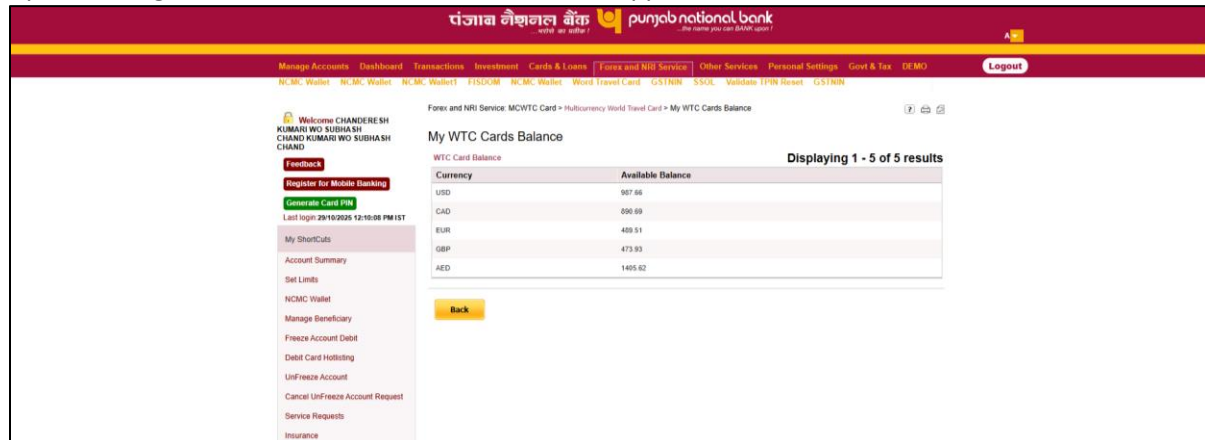 पंजाब नैशनल बैंक punjab national bank
...भरोसे का प्रतीक ! ...the name you can BANK upon !
A
Manage Accounts Dashboard Transactions Investment Cards & Loans Forex and NRI Service Other Services Personal Settings Govt & Tax DEMO Logout
NCMC Wallet NCMC Wallet NCMC Wallet1 FISDOM NCMC Wallet Word Travel Card GSTNIN SSOL Validate TPIN Reset GSTNIN
Forex and NRI Service: MCWTC Card > Multicurrency World Travel Card > My WTC Cards Balance
Welcome CHANDERESH
KUMARI WO SUBHASH
CHAND KUMARI WO SUBHASH
CHAND
Feedback
Register for Mobile Banking
Generate Card PIN
Last login 29/10/2025 12:10:08 PM IST
My ShortCuts
Account Summary
Set Limits
NCMC Wallet
Manage Beneficiary
Freeze Account Debit
Debit Card Hotlisting
UnFreeze Account
Cancel UnFreeze Account Request
Service Requests
Insurance
My WTC Cards Balance
WTC Card Balance Displaying 1 - 5 of 5 results
Currency Available Balance
USD 987.66
CAD 890.69
EUR 489.51
GBP 473.93
AED 1405.62
Back